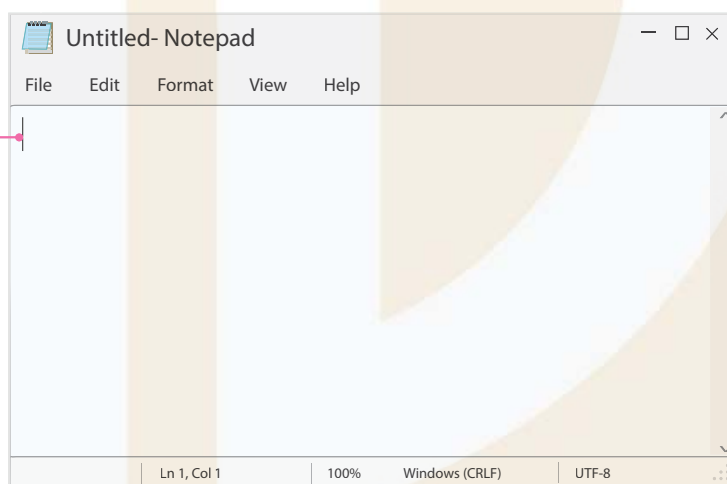 Untitled- Notepad
File Edit Format View Help
Ln 1, Col 1 100% Windows (CRLF) UTF-8